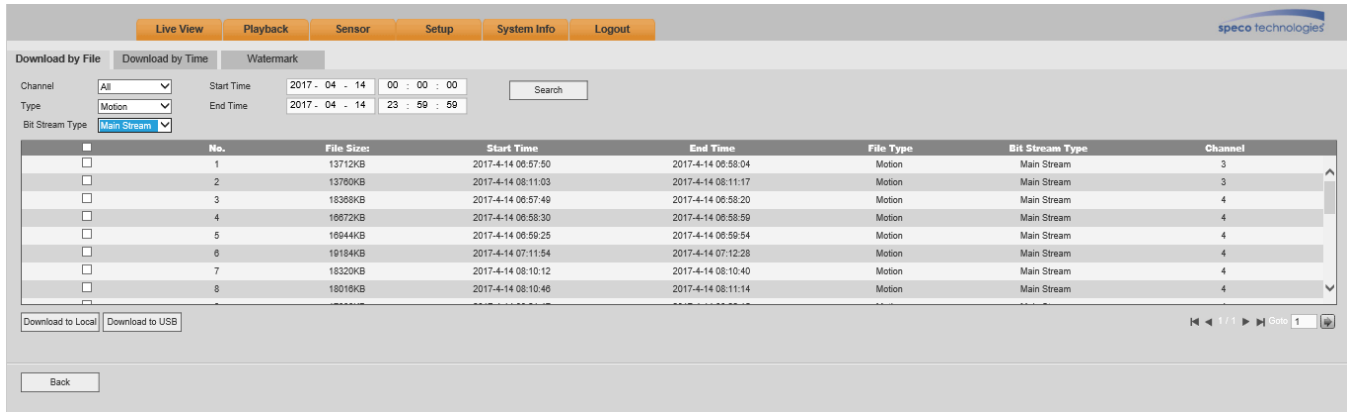 Live View Playback Sensor Setup System Info Logout
speco technologies
Download by File Download by Time Watermark
Channel All Start Time 2017 - 04 - 14 00 : 00 : 00 Search
Type Motion End Time 2017 - 04 - 14 23 : 59 : 59
Bit Stream Type Main Stream
No. File Size: Start Time End Time File Type Bit Stream Type Channel
1 13712KB 2017-4-14 06:57:50 2017-4-14 06:58:04 Motion Main Stream 3
2 13760KB 2017-4-14 08:11:03 2017-4-14 08:11:17 Motion Main Stream 3
3 18368KB 2017-4-14 06:57:49 2017-4-14 06:58:20 Motion Main Stream 4
4 16672KB 2017-4-14 06:58:30 2017-4-14 06:58:59 Motion Main Stream 4
5 16944KB 2017-4-14 06:59:25 2017-4-14 06:59:54 Motion Main Stream 4
6 19184KB 2017-4-14 07:11:54 2017-4-14 07:12:28 Motion Main Stream 4
7 18320KB 2017-4-14 08:10:12 2017-4-14 08:10:40 Motion Main Stream 4
8 18016KB 2017-4-14 08:10:46 2017-4-14 08:11:14 Motion Main Stream 4
Download to Local Download to USB 1 / 1 Goto 1
Back